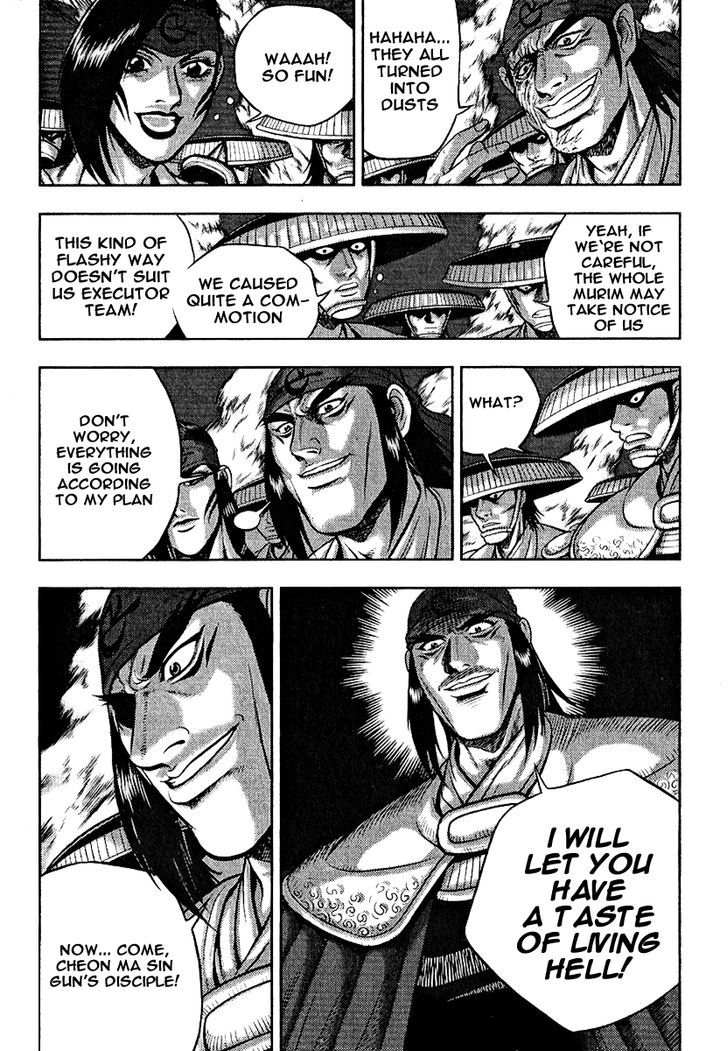 WAAAH!
SO FUN!
HAHAHA...
THEY ALL
TURNED
INTO
DUSTS
THIS KIND OF
FLASHY WAY
DOESN'T SUIT
US EXECUTOR
TEAM!
WE CAUSED
QUITE A COM-
MOTION
YEAH, IF
WE'RE NOT
CAREFUL,
THE WHOLE
MURIM MAY
TAKE NOTICE
OF US
DON'T
WORRY,
EVERYTHING
IS GOING
ACCORDING
TO MY PLAN
WHAT?
NOW... COME,
CHEON MA SIN
GUN'S DISCIPLE!
I WILL
LET YOU
HAVE
A TASTE
OF LIVING
HELL!